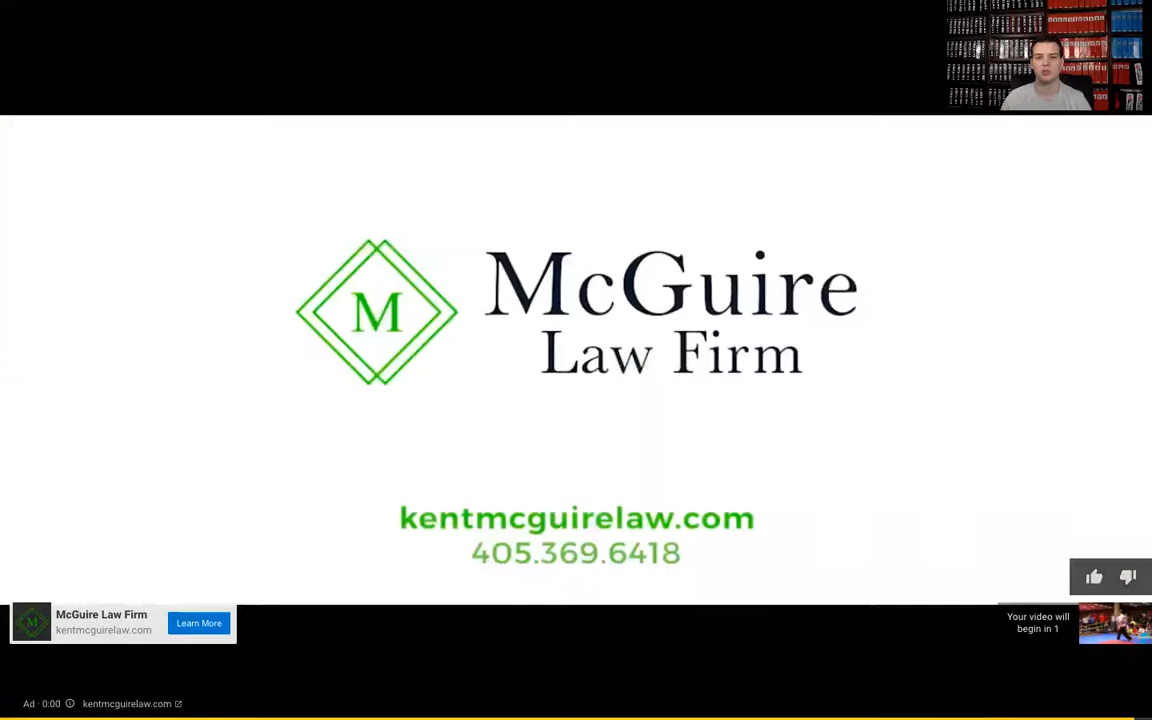 M
McGuire
Law Firm
kentmcguirelaw.com
405.369.6418
M
McGuire Law Firm
kentmcguirelaw.com
Learn More
Your video will
begin in 1
Ad · 0:00
kentmcguirelaw.com